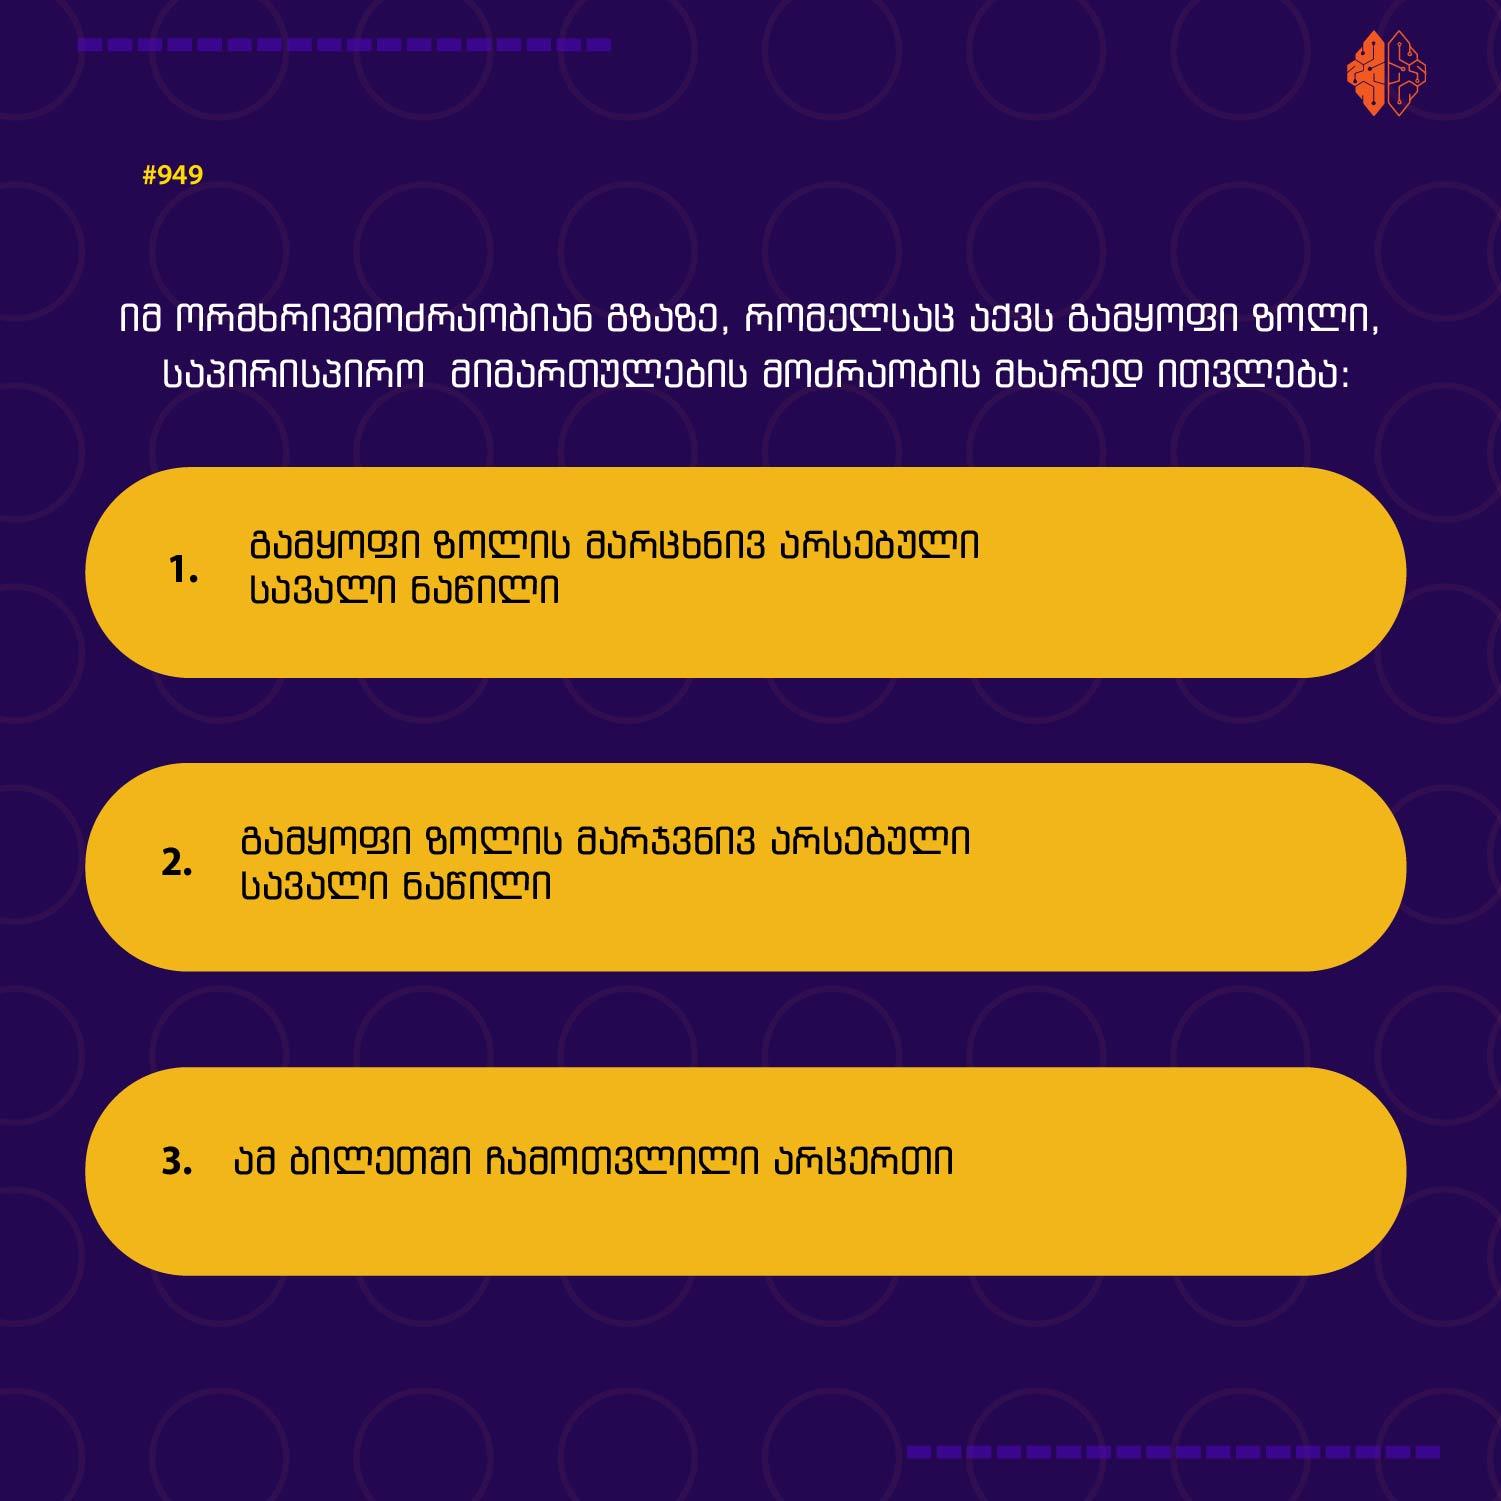 #949
იმ ორმხრივმოძრაობიან გზაზე, რომელსაც აქვს გამყოფი ზოლი,
საპირისპირო მიმართულების მოძრაობის მხარედ ითვლება:
1. გამყოფი ზოლის მარცხნივ არსებული
სავალი ნაწილი
2. გამყოფი ზოლის მარჯვნივ არსებული
სავალი ნაწილი
3. ამ ბილეთში ჩამოთვლილი არცერთი